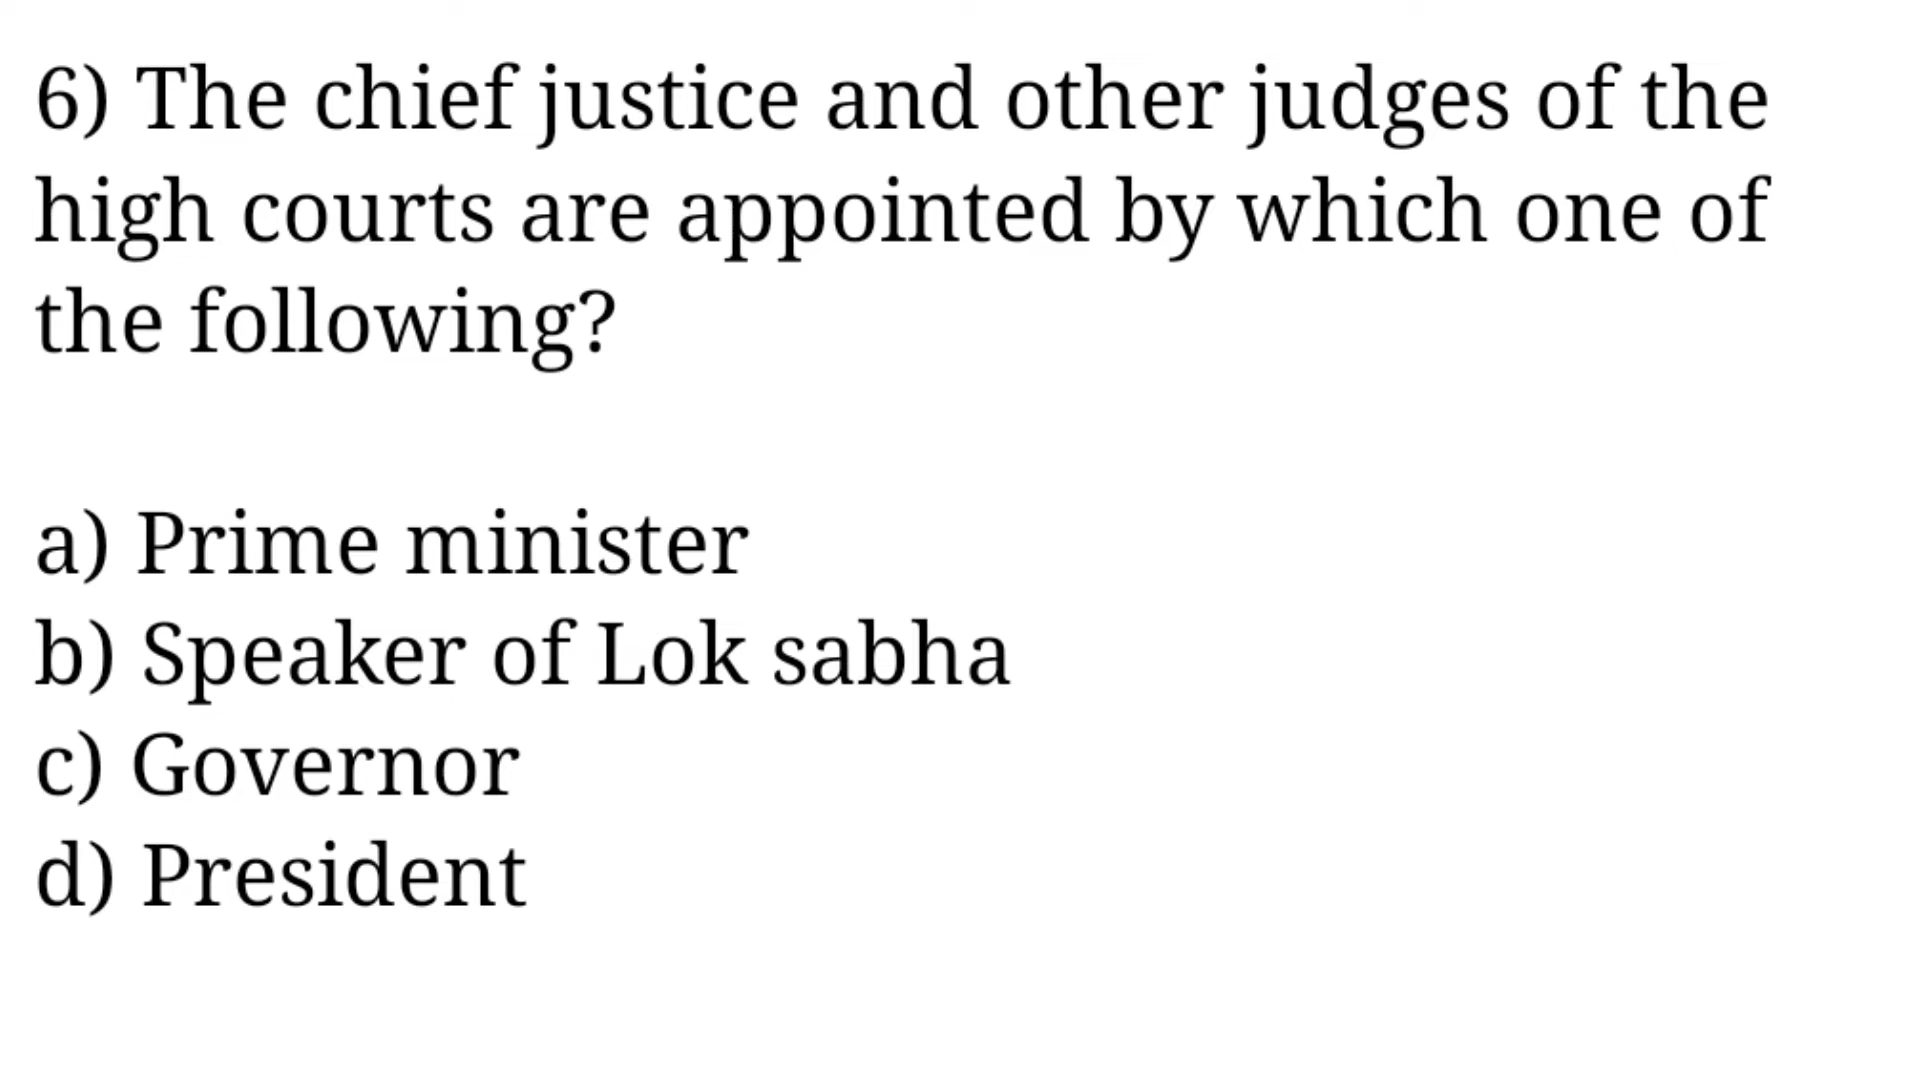 6) The chief justice and other judges of the
high courts are appointed by which one of
the following?
a) Prime minister
b) Speaker of Lok sabha
c) Governor
d) President